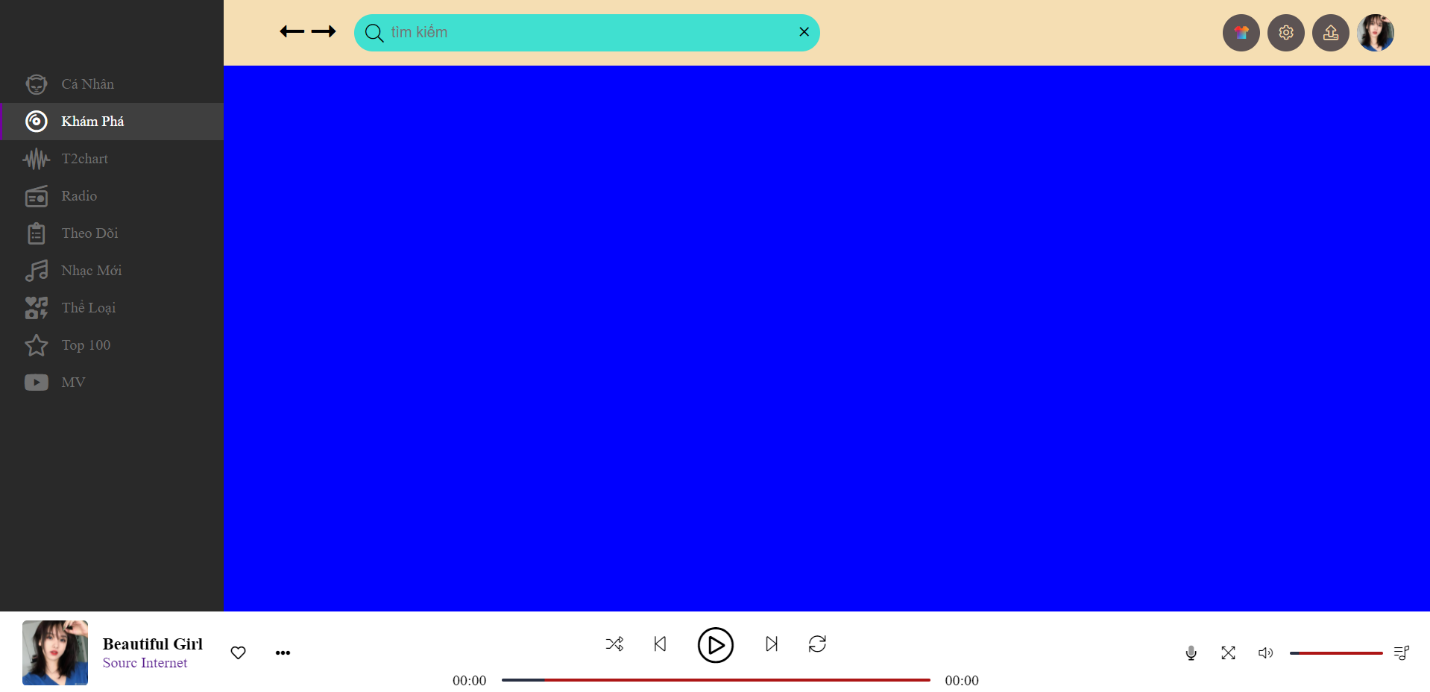 tìm kiếm
Cá Nhân
Khám Phá
T2chart
Radio
Theo Dõi
Nhạc Mới
Thể Loại
Top 100
MV
Beautiful Girl
Sourc Internet
00:00
00:00